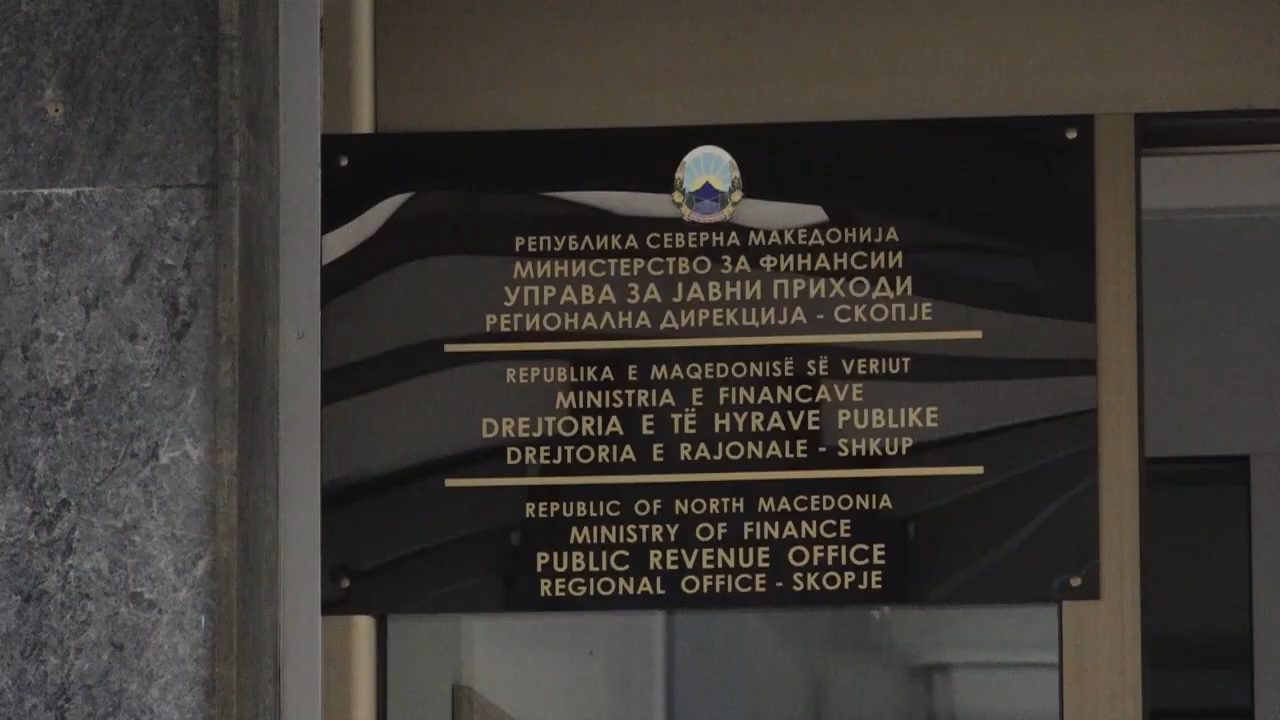 РЕПУБЛИКА СЕВЕРНА МАКЕДОНИЈА
МИНИСТЕРСТВО ЗА ФИНАНСИИ
УПРАВА ЗА ЈАВНИ ПРИХОДИ
РЕГИОНАЛНА ДИРЕКЦИЈА - СКОПЈЕ
REPUBLIKA E MAQEDONISË SË VERIUT
MINISTRIA E FINANCAVE
DREJTORIA E TË HYRAVE PUBLIKE
DREJTORIA E RAJONALE - SHKUP
REPUBLIC OF NORTH MACEDONIA
MINISTRY OF FINANCE
PUBLIC REVENUE OFFICE
REGIONAL OFFICE - SKOPJE